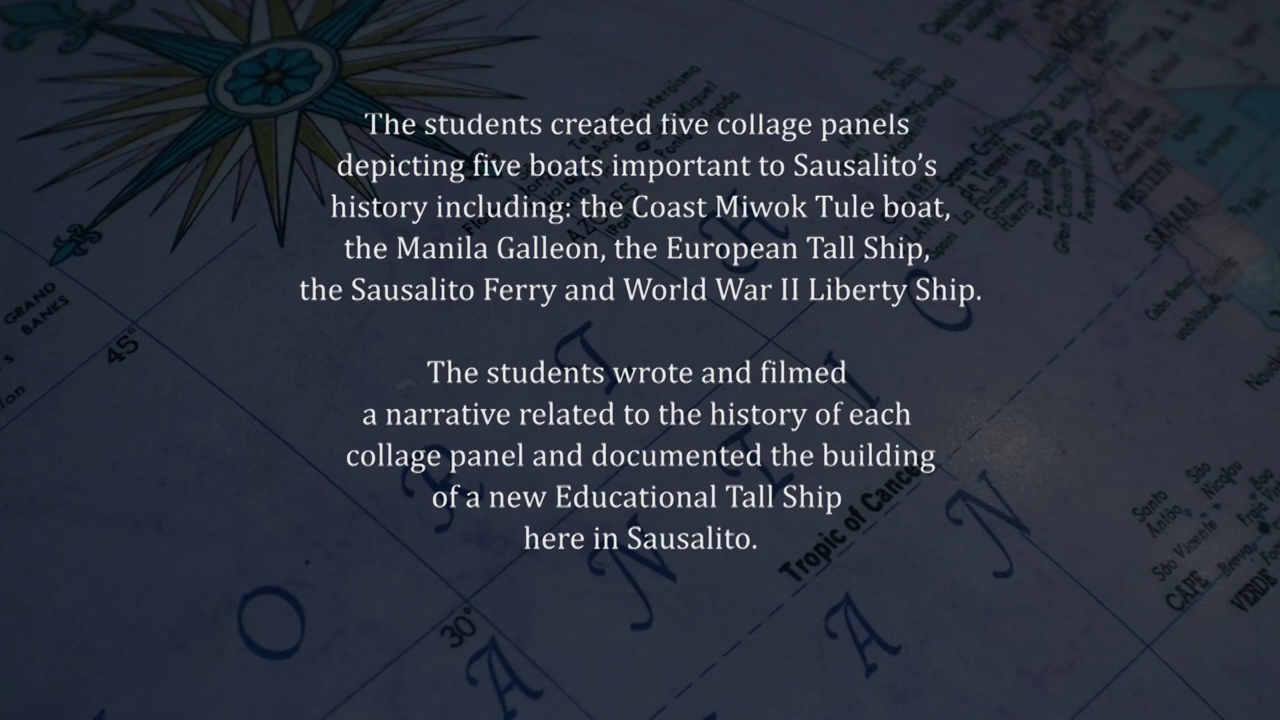 The students created five collage panels
depicting five boats important to Sausalito's
history including: the Coast Miwok Tule boat,
the Manila Galleon, the European Tall Ship,
the Sausalito Ferry and World War II Liberty Ship.
The students wrote and filmed
a narrative related to the history of each
collage panel and documented the building
of a new Educational Tall Ship
here in Sausalito.
GRAND
BANKS
45°
30°
Tropic of Cancer
WESTERN
SAHARA
Santo
Antão
São
Nicolau
São Vicente
CAPE
VERDE
O
A
N
T
I
C
A
N